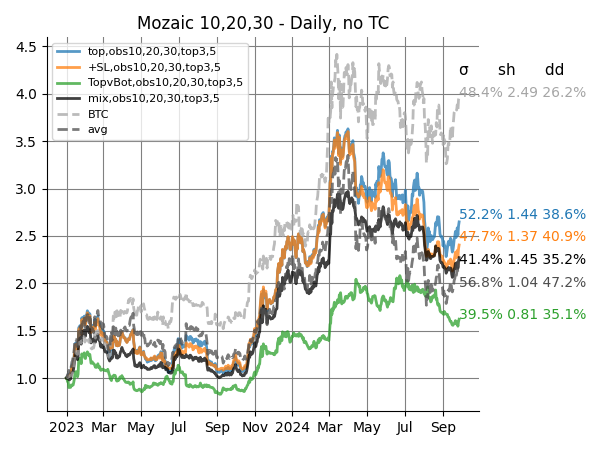 Mozaic 10,20,30 - Daily, no TC
top,obs10,20,30,top3,5
+SL,obs10,20,30,top3,5
TopvBot,obs10,20,30,top3,5
mix,obs10,20,30,top3,5
BTC
avg
σ sh dd
48.4% 2.49 26.2%
52.2% 1.44 38.6%
47.7% 1.37 40.9%
41.4% 1.45 35.2%
56.8% 1.04 47.2%
39.5% 0.81 35.1%
4.5
4.0
3.5
3.0
2.5
2.0
1.5
1.0
2023 Mar May Jul Sep Nov 2024 Mar May Jul Sep